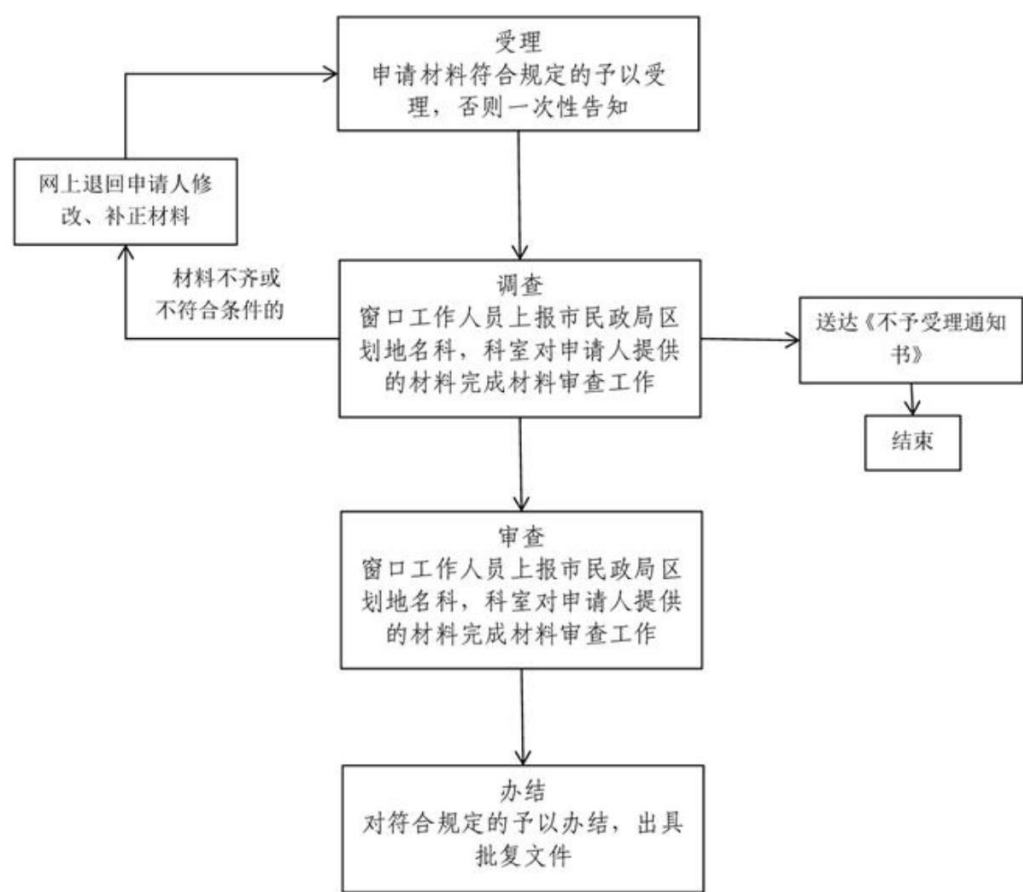 受理
申请材料符合规定的予以受
理，否则一次性告知
网上退回申请人修
改、补正材料
材料不齐或
不符合条件的
调查
窗口工作人员上报市民政局区
划地名科，科室对申请人提供
的材料完成材料审查工作
送达《不予受理通知
书》
结束
审查
窗口工作人员上报市民政局区
划地名科，科室对申请人提供
的材料完成材料审查工作
办结
对符合规定的予以办结，出具
批复文件